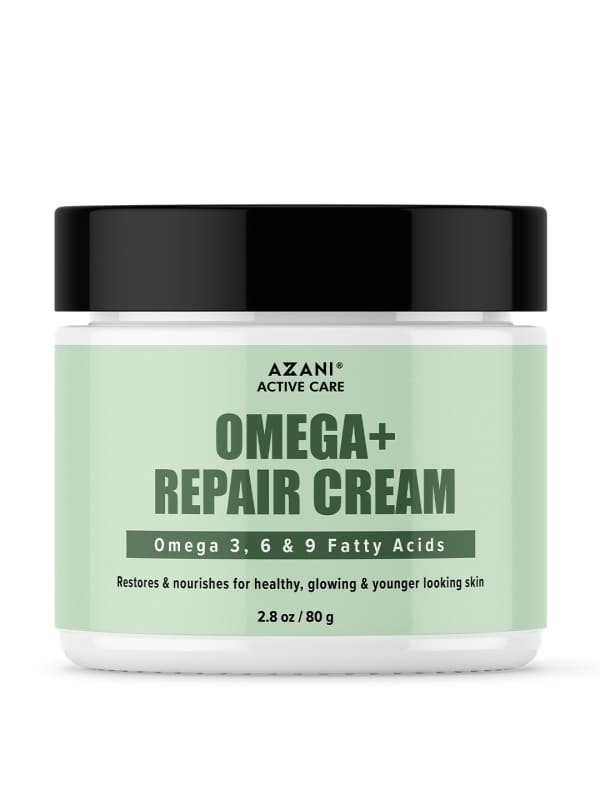 AZANI®
ACTIVE CARE
OMEGA+
REPAIR CREAM
Omega 3, 6 & 9 Fatty Acids
Restores & nourishes for healthy, glowing & younger looking skin
2.8 oz / 80 g